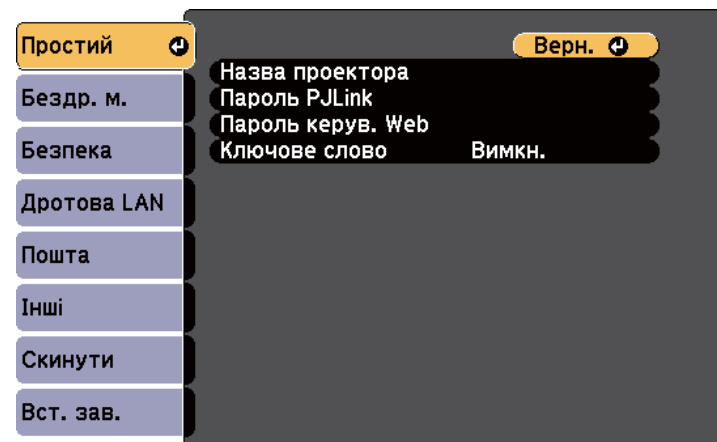 Простий
Верн.
Назва проектора
Бездр. м.
Пароль PJLink
Пароль керув. Web
Безпека
Ключове слово Вимкн.
Дротова LAN
Пошта
Інші
Скинути
Вст. зав.